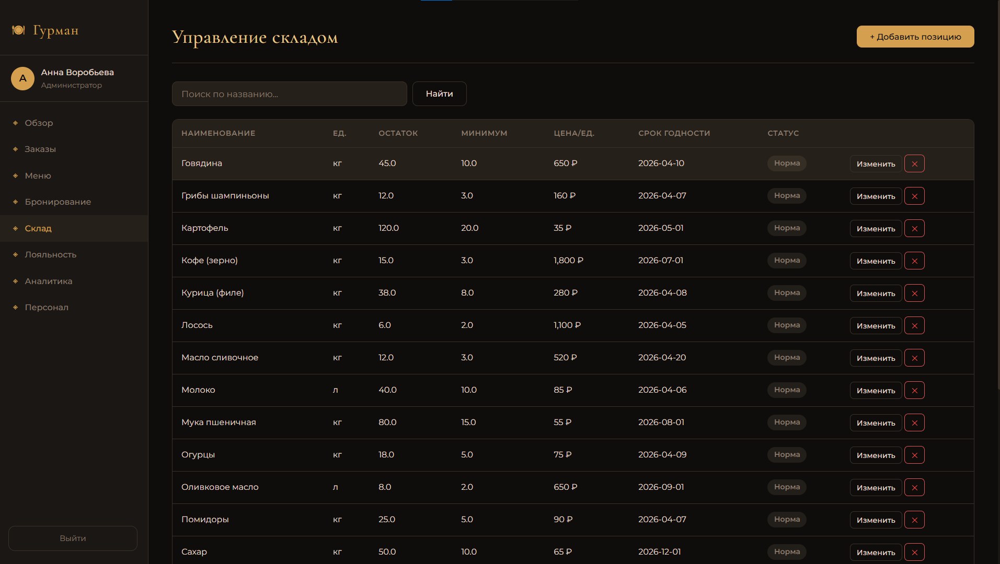 Гурман
А
Анна Воробьева
Администратор
Обзор
Заказы
Меню
Бронирование
Склад
Лояльность
Аналитика
Персонал
Выйти
Управление складом
+ Добавить позицию
Поиск по названию...
Найти
НАИМЕНОВАНИЕ ЕД. ОСТАТОК МИНИМУМ ЦЕНА/ЕД. СРОК ГОДНОСТИ СТАТУС
Говядина кг 45.0 10.0 650 ₽ 2026-04-10 Норма Изменить ×
Грибы шампиньоны кг 12.0 3.0 160 ₽ 2026-04-07 Норма Изменить ×
Картофель кг 120.0 20.0 35 ₽ 2026-05-01 Норма Изменить ×
Кофе (зерно) кг 15.0 3.0 1,800 ₽ 2026-07-01 Норма Изменить ×
Курица (филе) кг 38.0 8.0 280 ₽ 2026-04-08 Норма Изменить ×
Лосось кг 6.0 2.0 1,100 ₽ 2026-04-05 Норма Изменить ×
Масло сливочное кг 12.0 3.0 520 ₽ 2026-04-20 Норма Изменить ×
Молоко л 40.0 10.0 85 ₽ 2026-04-06 Норма Изменить ×
Мука пшеничная кг 80.0 15.0 55 ₽ 2026-08-01 Норма Изменить ×
Огурцы кг 18.0 5.0 75 ₽ 2026-04-09 Норма Изменить ×
Оливковое масло л 8.0 2.0 650 ₽ 2026-09-01 Норма Изменить ×
Помидоры кг 25.0 5.0 90 ₽ 2026-04-07 Норма Изменить ×
Сахар кг 50.0 10.0 65 ₽ 2026-12-01 Норма Изменить ×